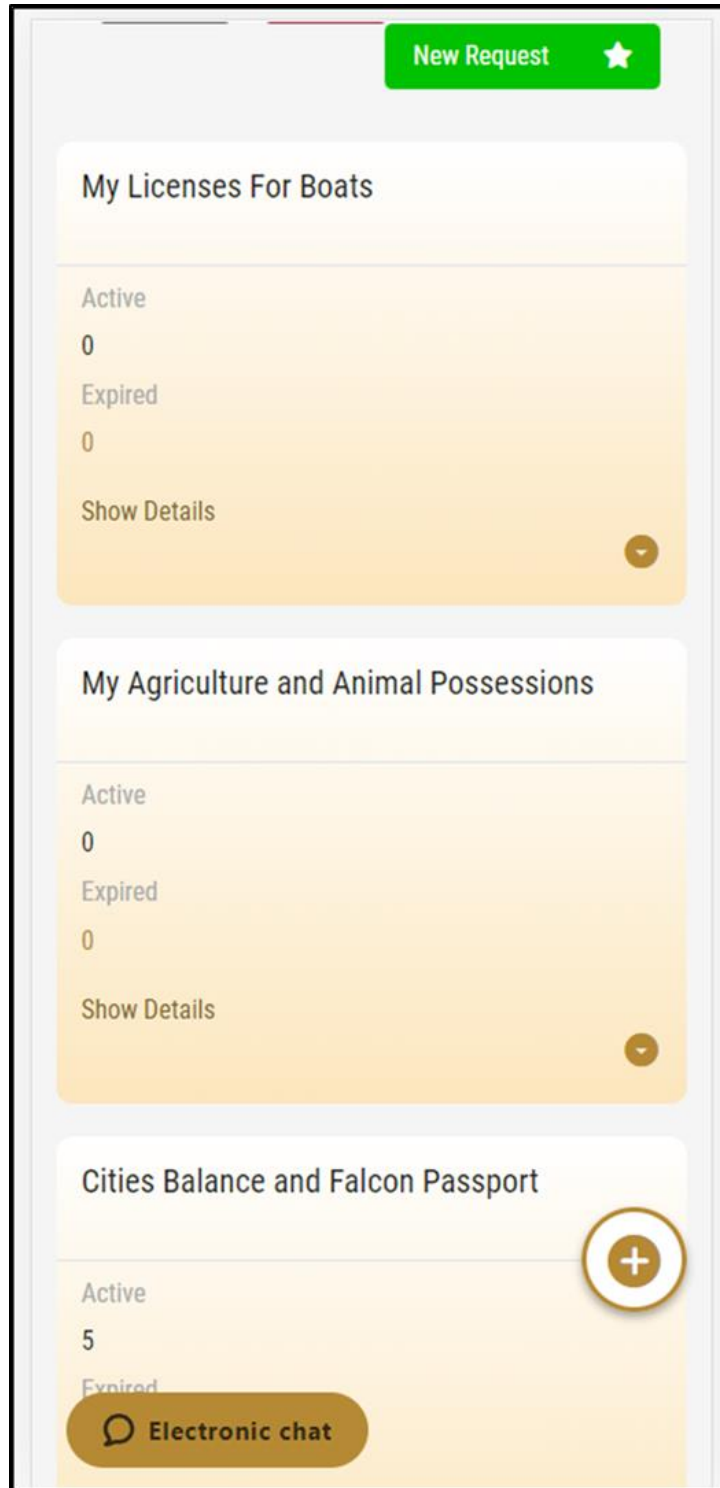 New Request
My Licenses For Boats
Active
0
Expired
0
Show Details
My Agriculture and Animal Possessions
Active
0
Expired
0
Show Details
Cities Balance and Falcon Passport
Active
5
Expired
Electronic chat